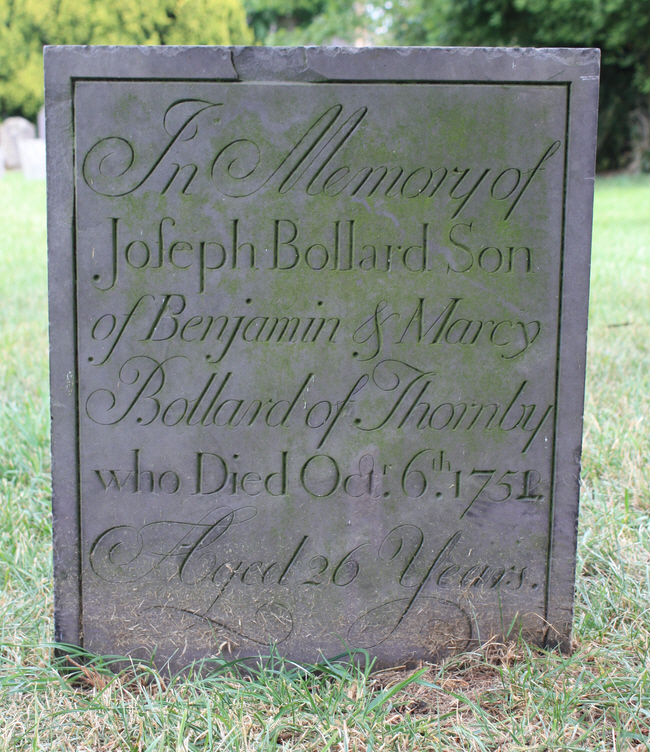 In Memory of
Joſeph Bollard Son
of Benjamin & Marcy
Bollard of Thornby
who Died Octr. 6th. 1752.
Aged 26 Years.